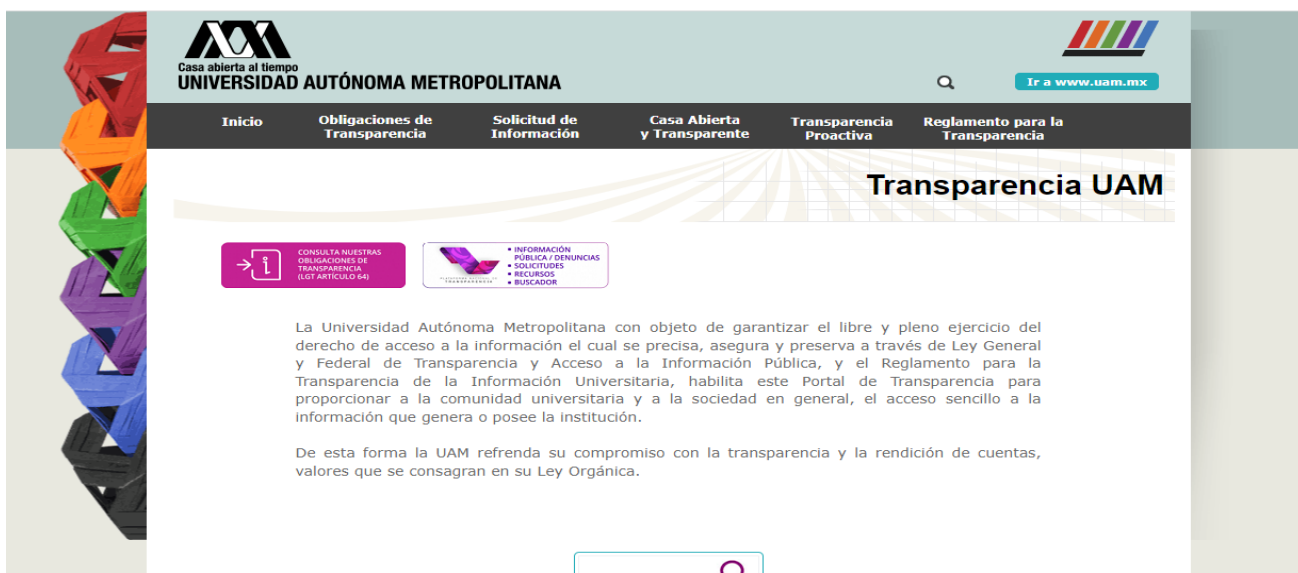 Casa abierta al tiempo
UNIVERSIDAD AUTÓNOMA METROPOLITANA
Ir a www.uam.mx
Inicio
Obligaciones de
Transparencia
Solicitud de
Información
Casa Abierta
y Transparente
Transparencia
Proactiva
Reglamento para la
Transparencia
Transparencia UAM
CONSULTA NUESTRAS
OBLIGACIONES DE
TRANSPARENCIA
(LGT ARTÍCULO 64)
PLATAFORMA NACIONAL DE
TRANSPARENCIA
• INFORMACIÓN
PÚBLICA / DENUNCIAS
• SOLICITUDES
• RECURSOS
• BUSCADOR
La Universidad Autónoma Metropolitana con objeto de garantizar el libre y pleno ejercicio del
derecho de acceso a la información el cual se precisa, asegura y preserva a través de Ley General
y Federal de Transparencia y Acceso a la Información Pública, y el Reglamento para la
Transparencia de la Información Universitaria, habilita este Portal de Transparencia para
proporcionar a la comunidad universitaria y a la sociedad en general, el acceso sencillo a la
información que genera o posee la institución.
De esta forma la UAM refrenda su compromiso con la transparencia y la rendición de cuentas,
valores que se consagran en su Ley Orgánica.